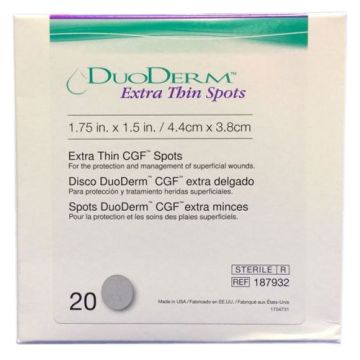 DUODERM™
Extra Thin Spots
1.75 in. x 1.5 in. / 4.4cm x 3.8cm
Extra Thin CGF™ Spots
For the protection and management of superficial wounds.
Disco DuoDerm™ CGF™ extra delgado
Para protección y tratamiento heridas superficiales.
Spots DuoDerm™ CGF™ extra minces
Pour la protection et les soins des plaies superficiels.
STERILE R
REF 187932
20
Made in USA / Fabricado en EE.UU. / Fabriqué aux États-Unis
1704731